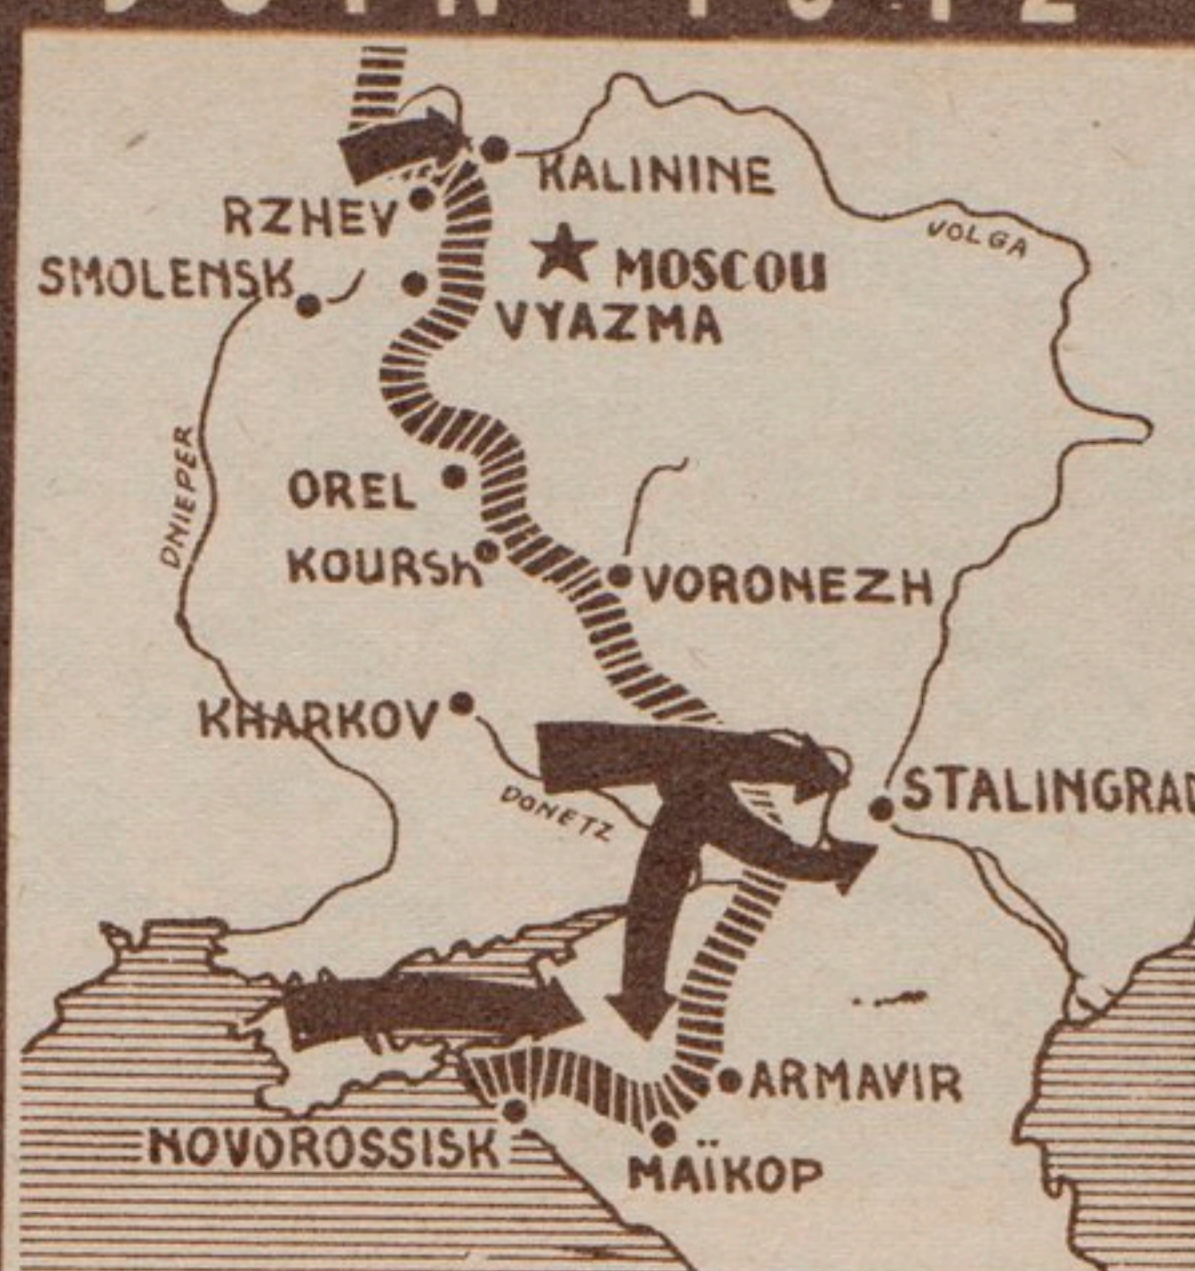 KALININE
RZHEV
VOLGA
SMOLENSK
MOSCOU
VYAZMA
DNIEPER
OREL
KOURSk
VORONEZH
KHARKOV
STALINGRAD
DONETZ
ARMAVIR
NOVOROSSISK
MAÏKOP